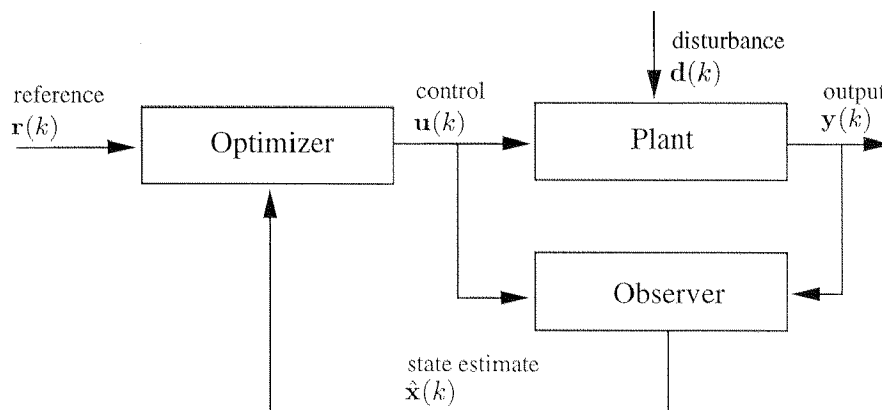 disturbance
d(k)
reference
r(k)
control
u(k)
output
y(k)
Optimizer
Plant
Observer
state estimate
x̂(k)